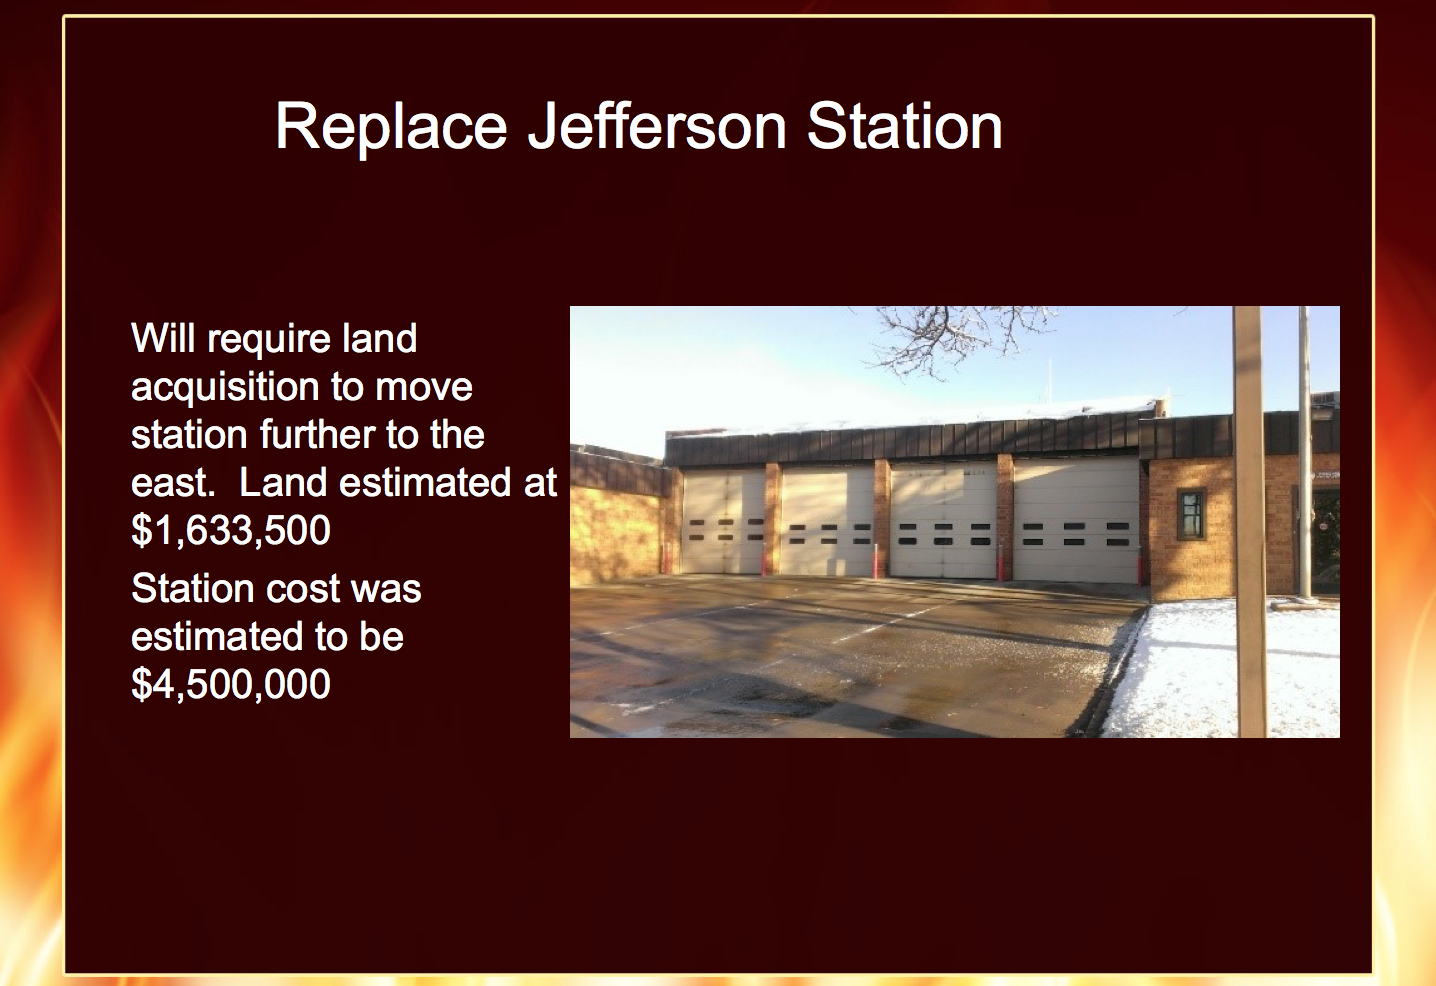 Replace Jefferson Station
Will require land
acquisition to move
station further to the
east.  Land estimated at
$1,633,500
Station cost was
estimated to be
$4,500,000